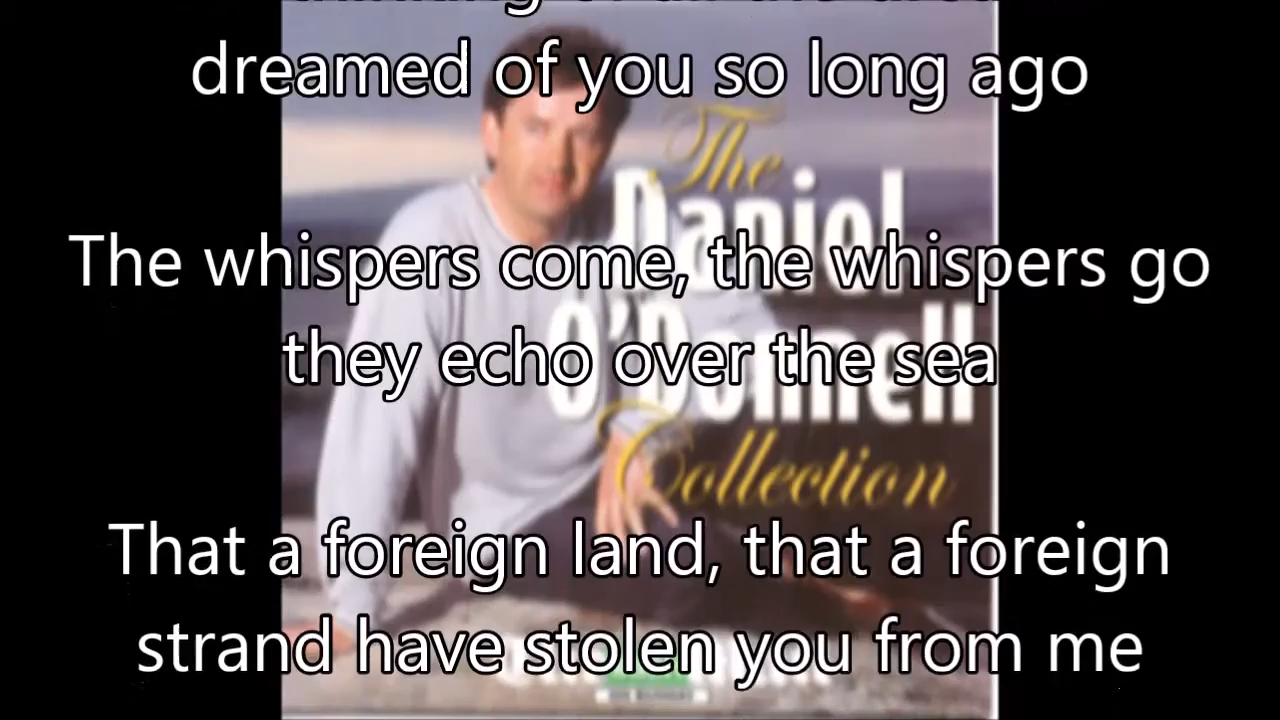 dreamed of you so long ago
The
Daniel
The whispers come, the whispers go
O'Donnell
they echo over the sea
Collection
That a foreign land, that a foreign
strand have stolen you from me